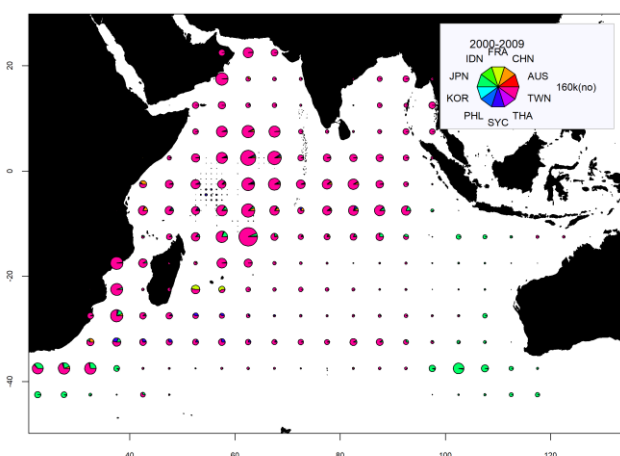 2000-2009
FRA
IDN CHN
JPN AUS
KOR TWN 160k(no)
PHL THA
SYC
20
0
-20
-40
40 60 80 100 120